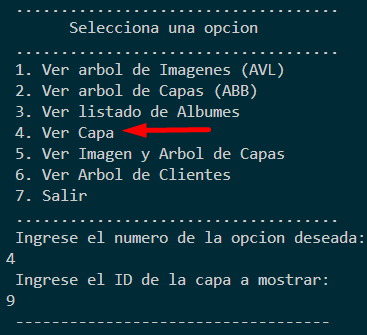 ....................................
Selecciona una opcion
....................................
1. Ver arbol de Imagenes (AVL)
2. Ver arbol de Capas (ABB)
3. Ver listado de Albumes
4. Ver Capa
5. Ver Imagen y Arbol de Capas
6. Ver Arbol de Clientes
7. Salir
....................................
Ingrese el numero de la opcion deseada:
4
Ingrese el ID de la capa a mostrar:
9
-----------------------------------